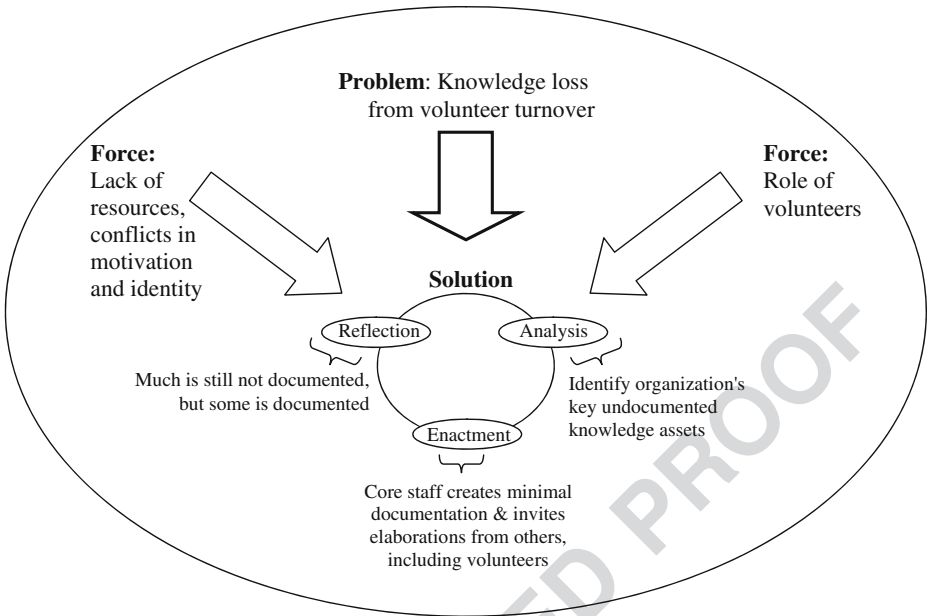 Problem: Knowledge loss
from volunteer turnover
Force:
Lack of
resources,
conflicts in
motivation
and identity
Force:
Role of
volunteers
Solution
Reflection
Analysis
Much is still not documented,
but some is documented
Identify organization's
key undocumented
knowledge assets
Enactment
Core staff creates minimal
documentation & invites
elaborations from others,
including volunteers
ED PROOF